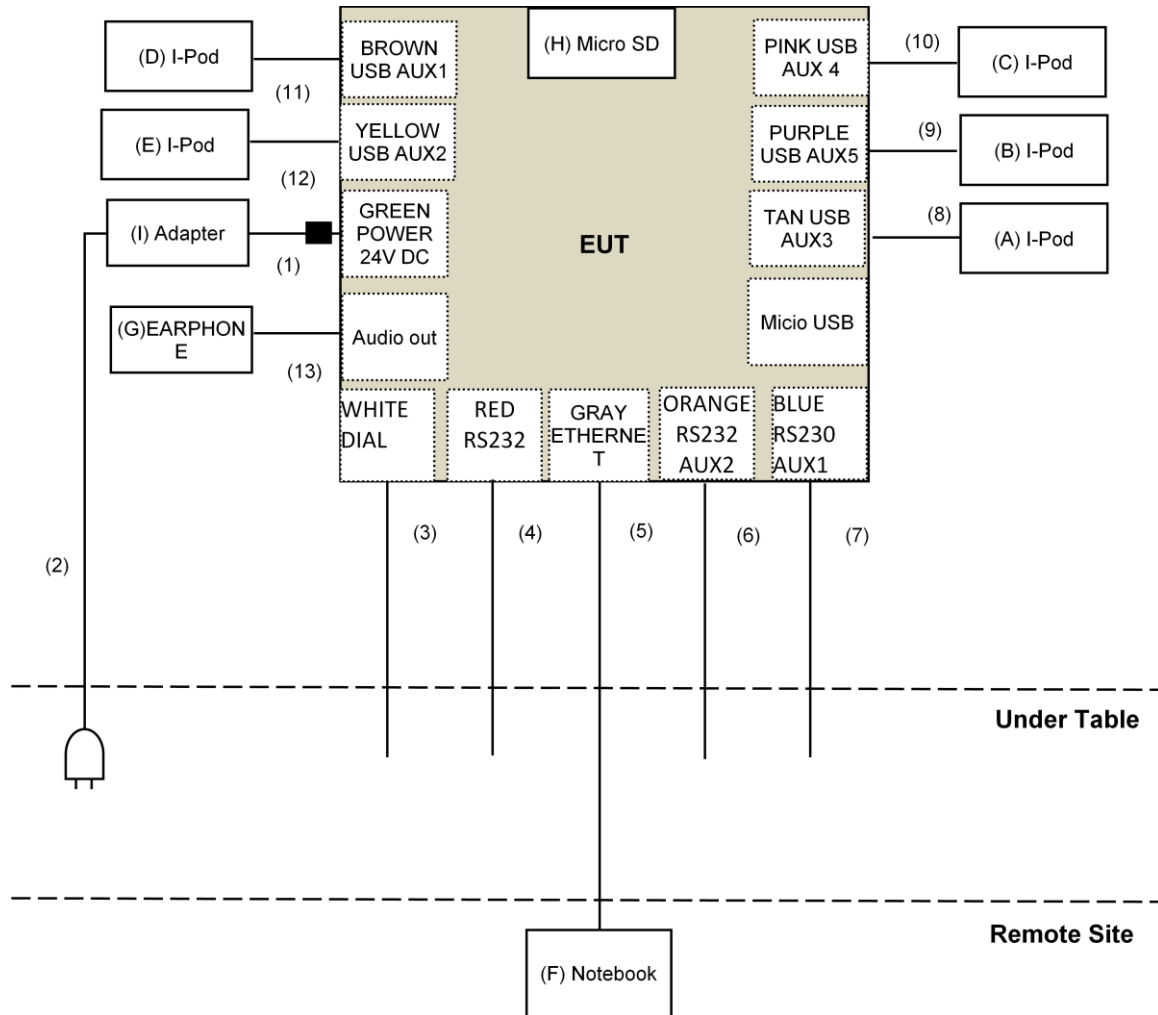 (D) I-Pod
(11)
BROWN
USB AUX1
(H) Micro SD
PINK USB
AUX 4
(10)
(C) I-Pod
(E) I-Pod
(12)
YELLOW
USB AUX2
PURPLE
USB AUX5
(9)
(B) I-Pod
(I) Adapter
(1)
GREEN
POWER
24V DC
EUT
TAN USB
AUX3
(8)
(A) I-Pod
(G)EARPHON
E
(13)
Audio out
Micio USB
WHITE
DIAL
RED
RS232
GRAY
ETHERNE
T
ORANGE
RS232
AUX2
BLUE
RS230
AUX1
(2)
(3)
(4)
(5)
(6)
(7)
Under Table
Remote Site
(F) Notebook